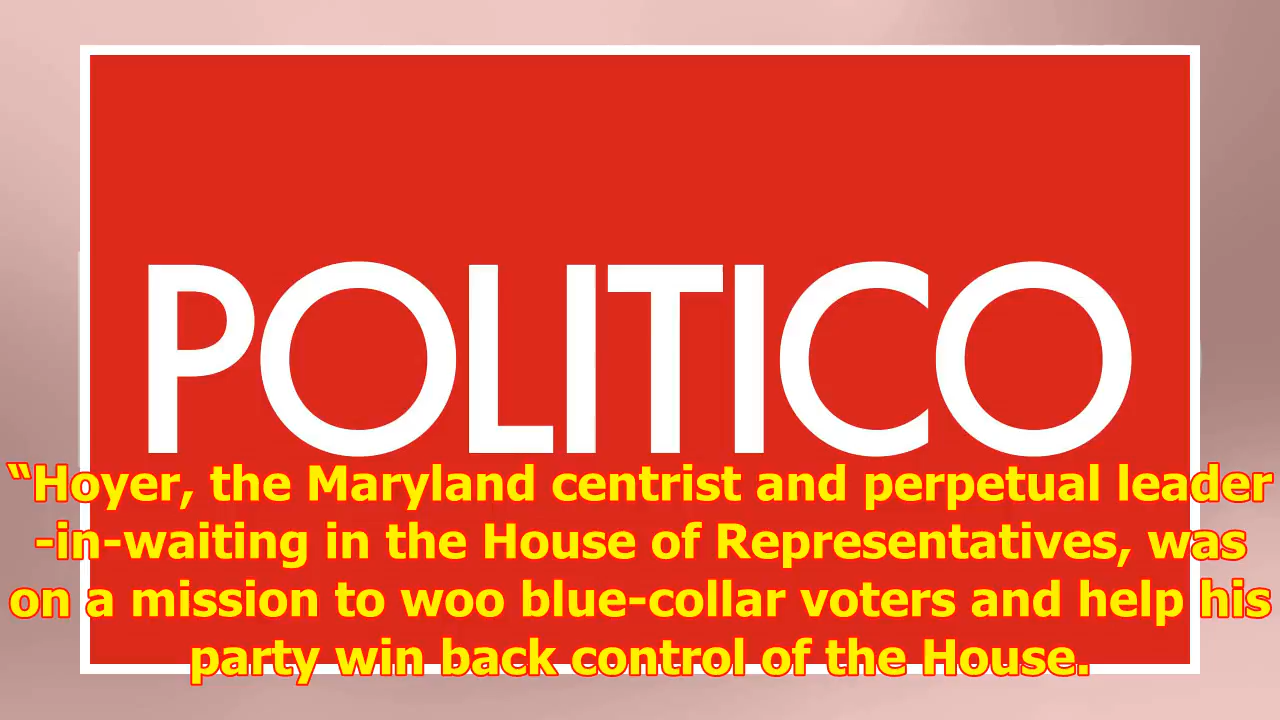 POLITICO
“Hoyer, the Maryland centrist and perpetual leader
-in-waiting in the House of Representatives, was
on a mission to woo blue-collar voters and help his
party win back control of the House.